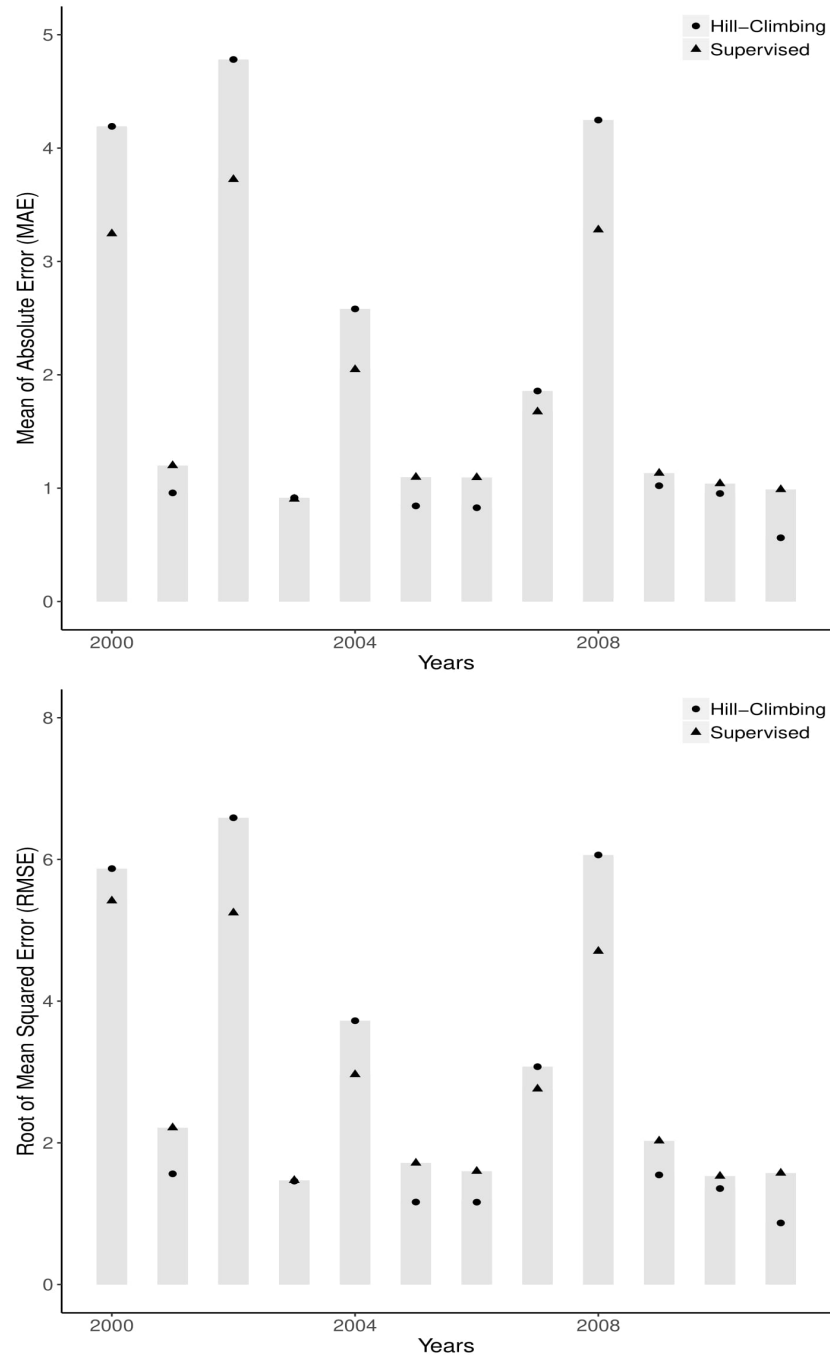 5
Hill−Climbing
Supervised
4
3
2
1
0
Mean of Absolute Error (MAE)
2000 2004 2008
Years
8
Hill−Climbing
Supervised
6
4
2
0
Root of Mean Squared Error (RMSE)
2000 2004 2008
Years